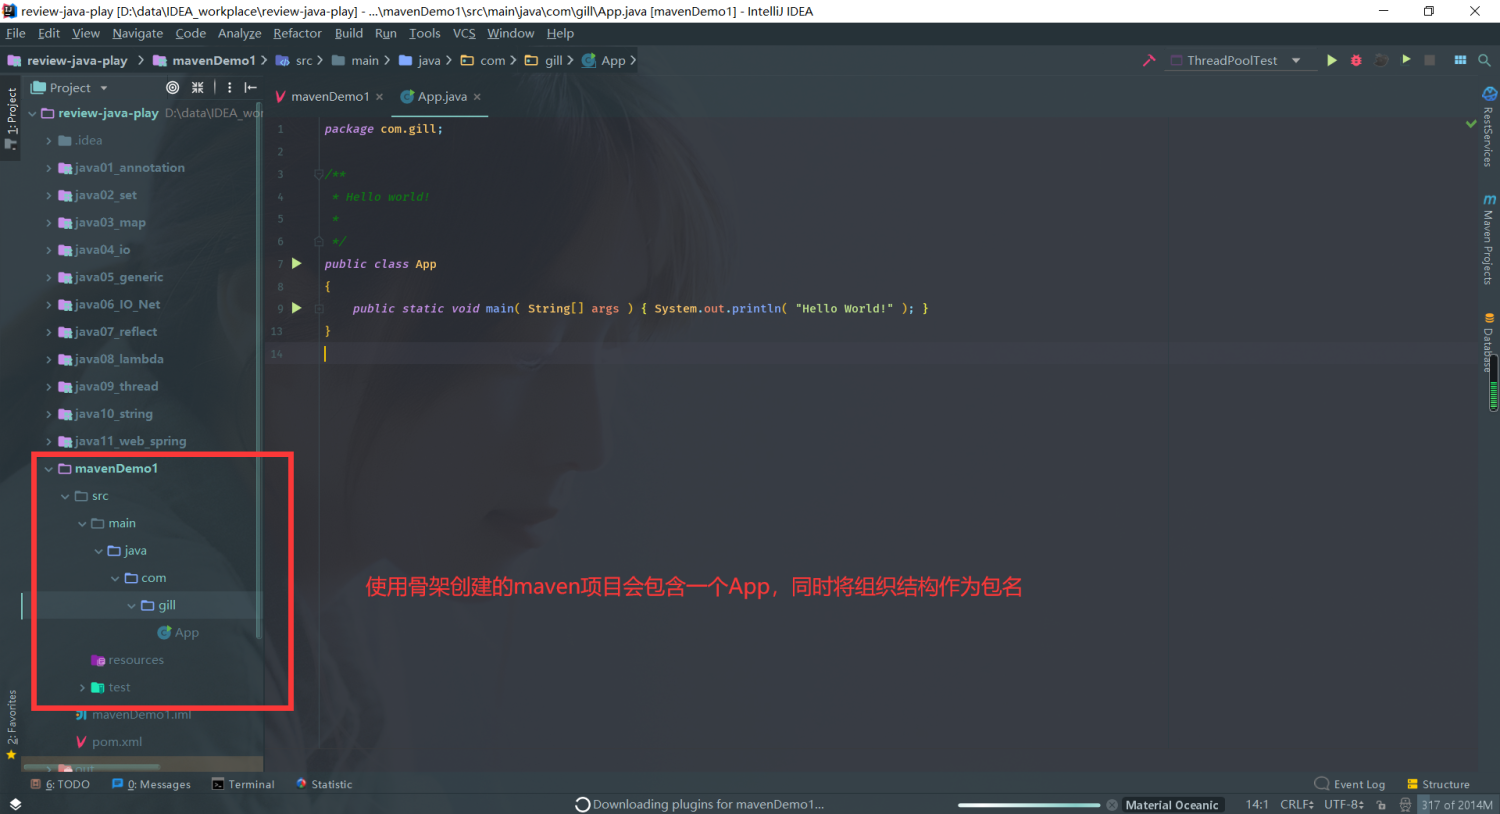 review-java-play [D:\data\IDEA_workplace\review-java-play] - ...\mavenDemo1\src\main\java\com\gill\App.java [mavenDemo1] - IntelliJ IDEA
File Edit View Navigate Code Analyze Refactor Build Run Tools VCS Window Help
review-java-play mavenDemo1 src main java com gill App ThreadPoolTest
Project
1: Project
mavenDemo1 App.java
review-java-play D:\data\IDEA_wor
.idea
java01_annotation
java02_set
java03_map
java04_io
java05_generic
java06_IO_Net
java07_reflect
java08_lambda
java09_thread
java10_string
java11_web_spring
mavenDemo1
src
main
java
com
gill
App
resources
test
mavenDemo1.iml
pom.xml
out
1 package com.gill;
2
3 /**
4 * Hello world!
5 *
6 */
7 public class App
8 {
9 public static void main( String[] args ) { System.out.println( "Hello World!" ); }
13 }
14
使用骨架创建的maven项目会包含一个App，同时将组织结构作为包名
RestServices
m Maven Projects
Database
2: Favorites
6: TODO 0: Messages Terminal Statistic Event Log Structure
Downloading plugins for mavenDemo1... Material Oceanic 14:1 CRLF UTF-8 317 of 2014M